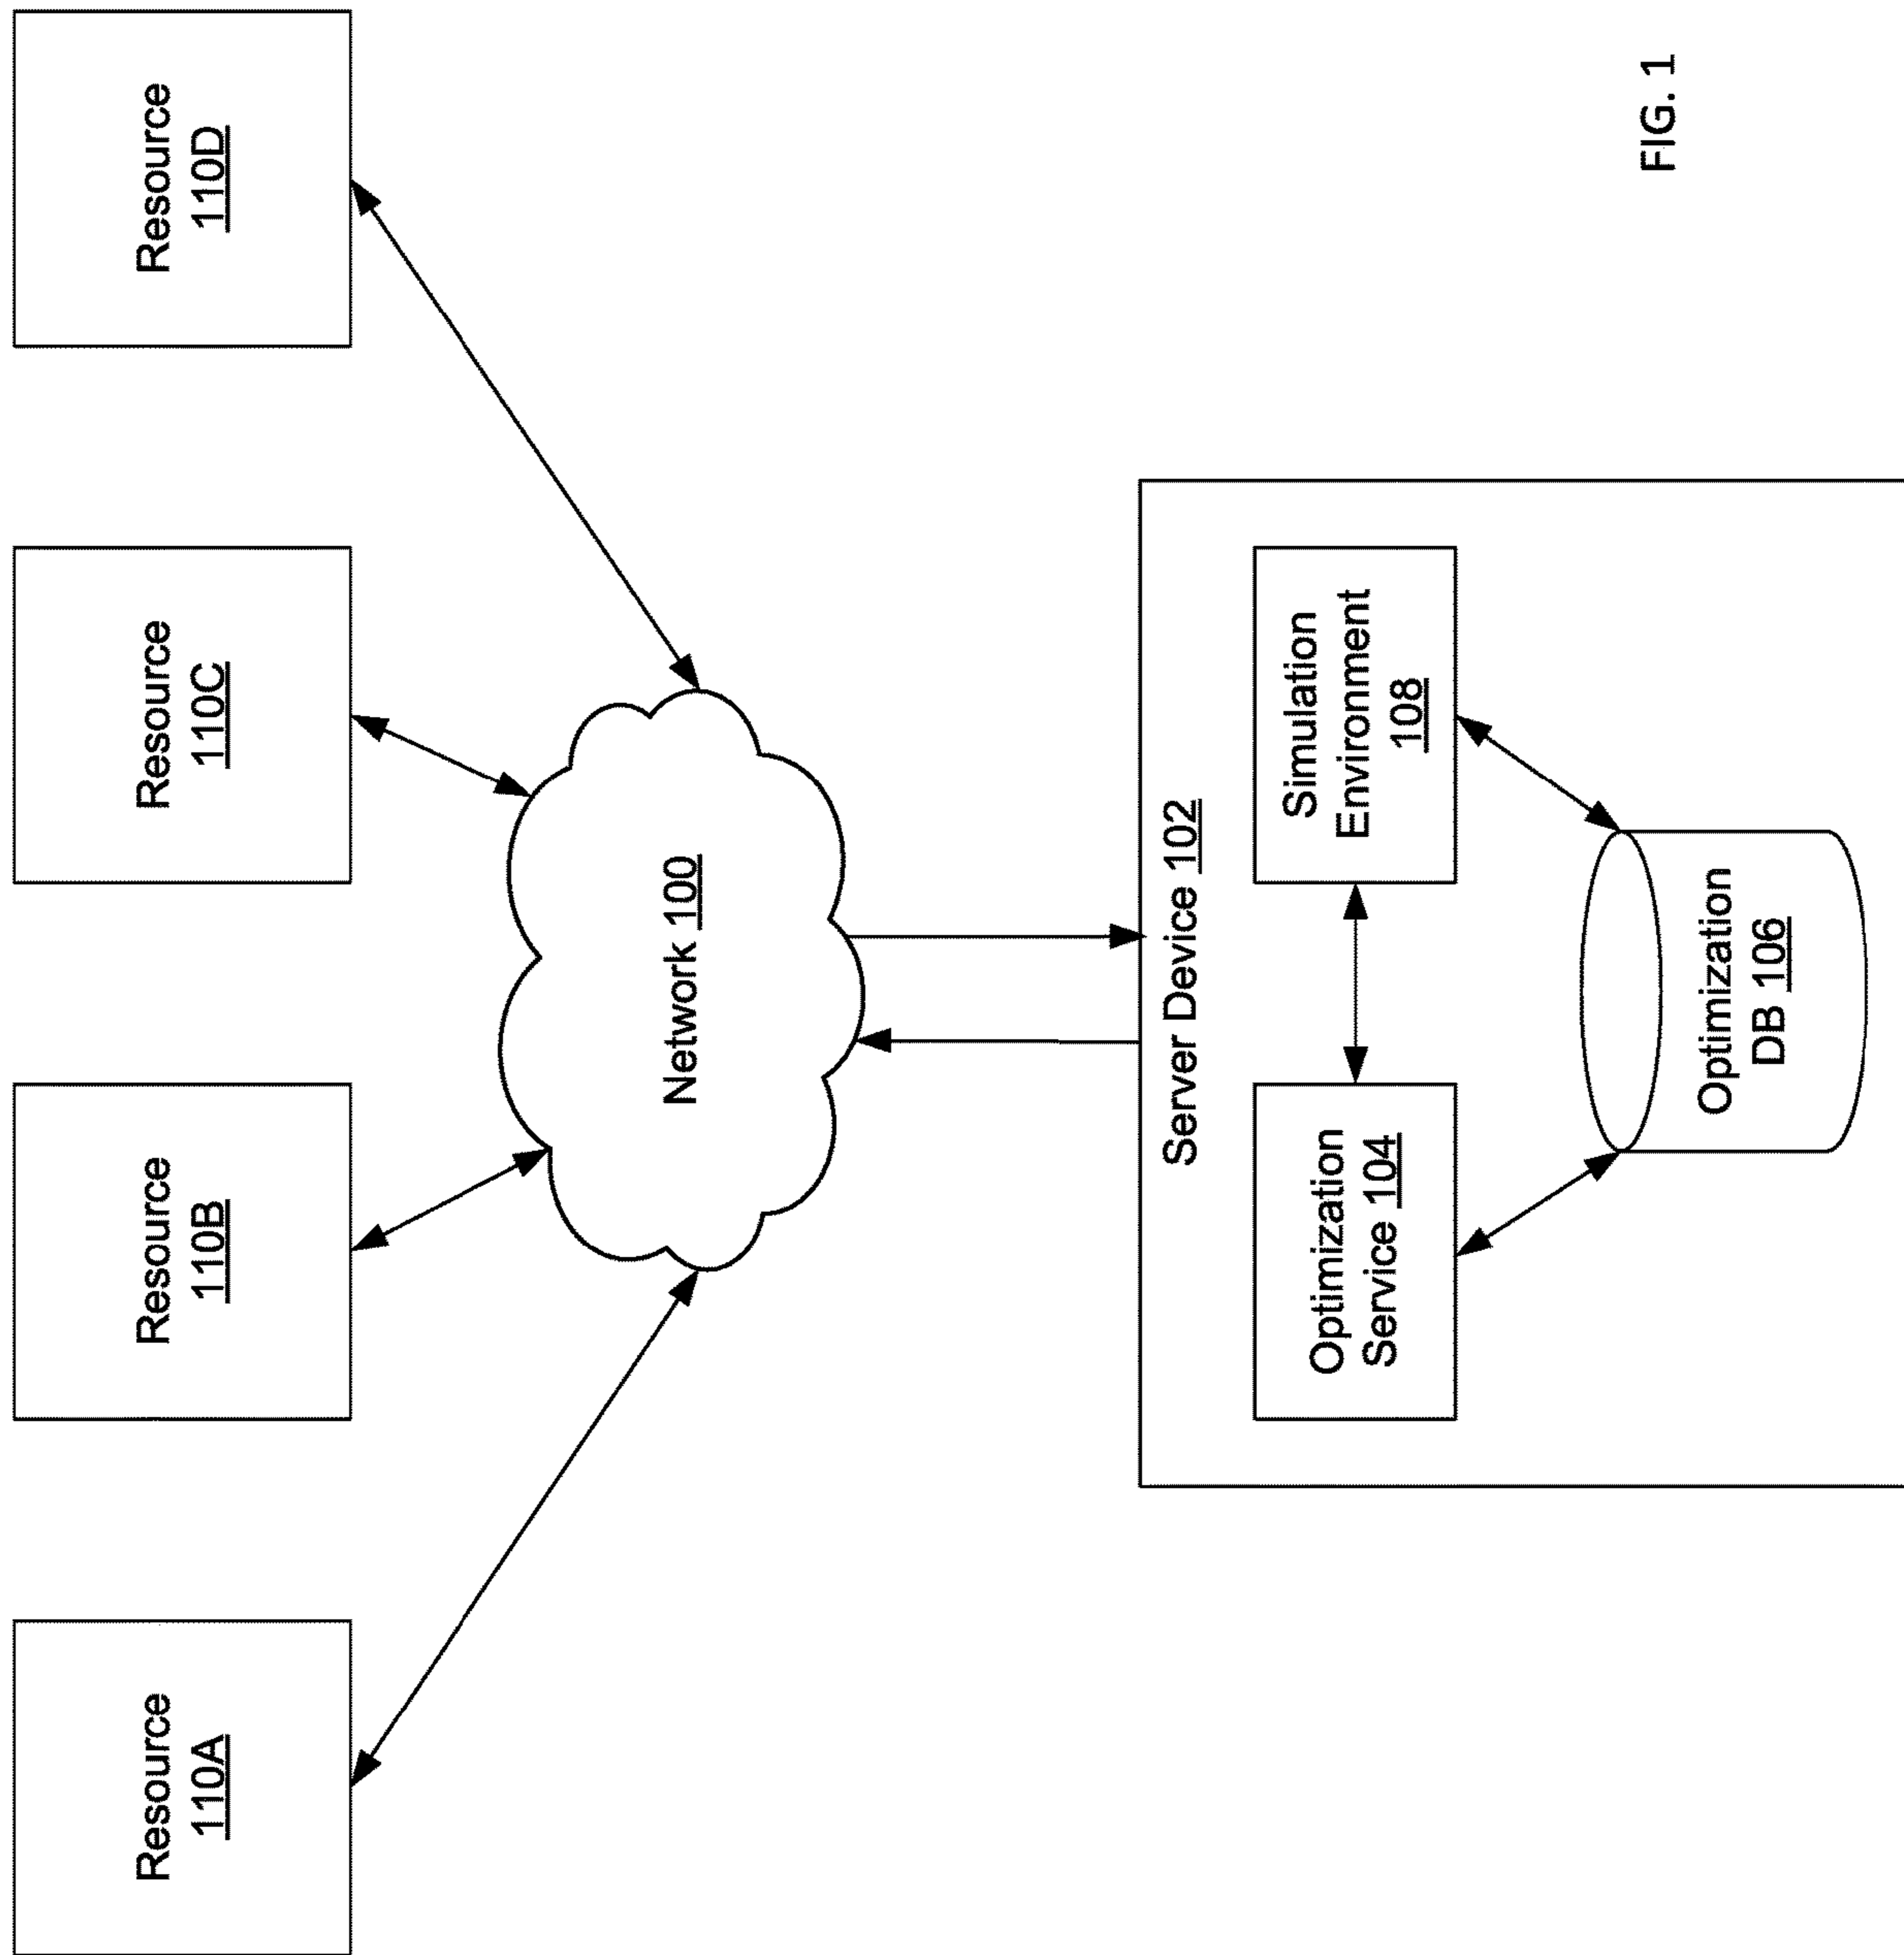 Resource
110A
Resource
110B
Resource
110C
Resource
110D
Network 100
Server Device 102
Optimization
Service 104
Simulation
Environment
108
Optimization
DB 106
FIG. 1